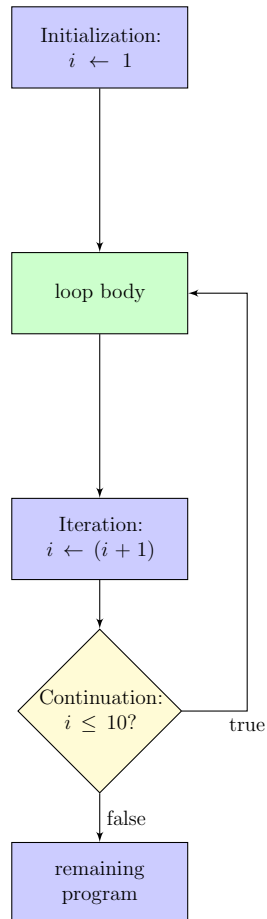 Initialization:
i ← 1
loop body
Iteration:
i ← (i + 1)
Continuation:
i ≤ 10?
true
false
remaining
program